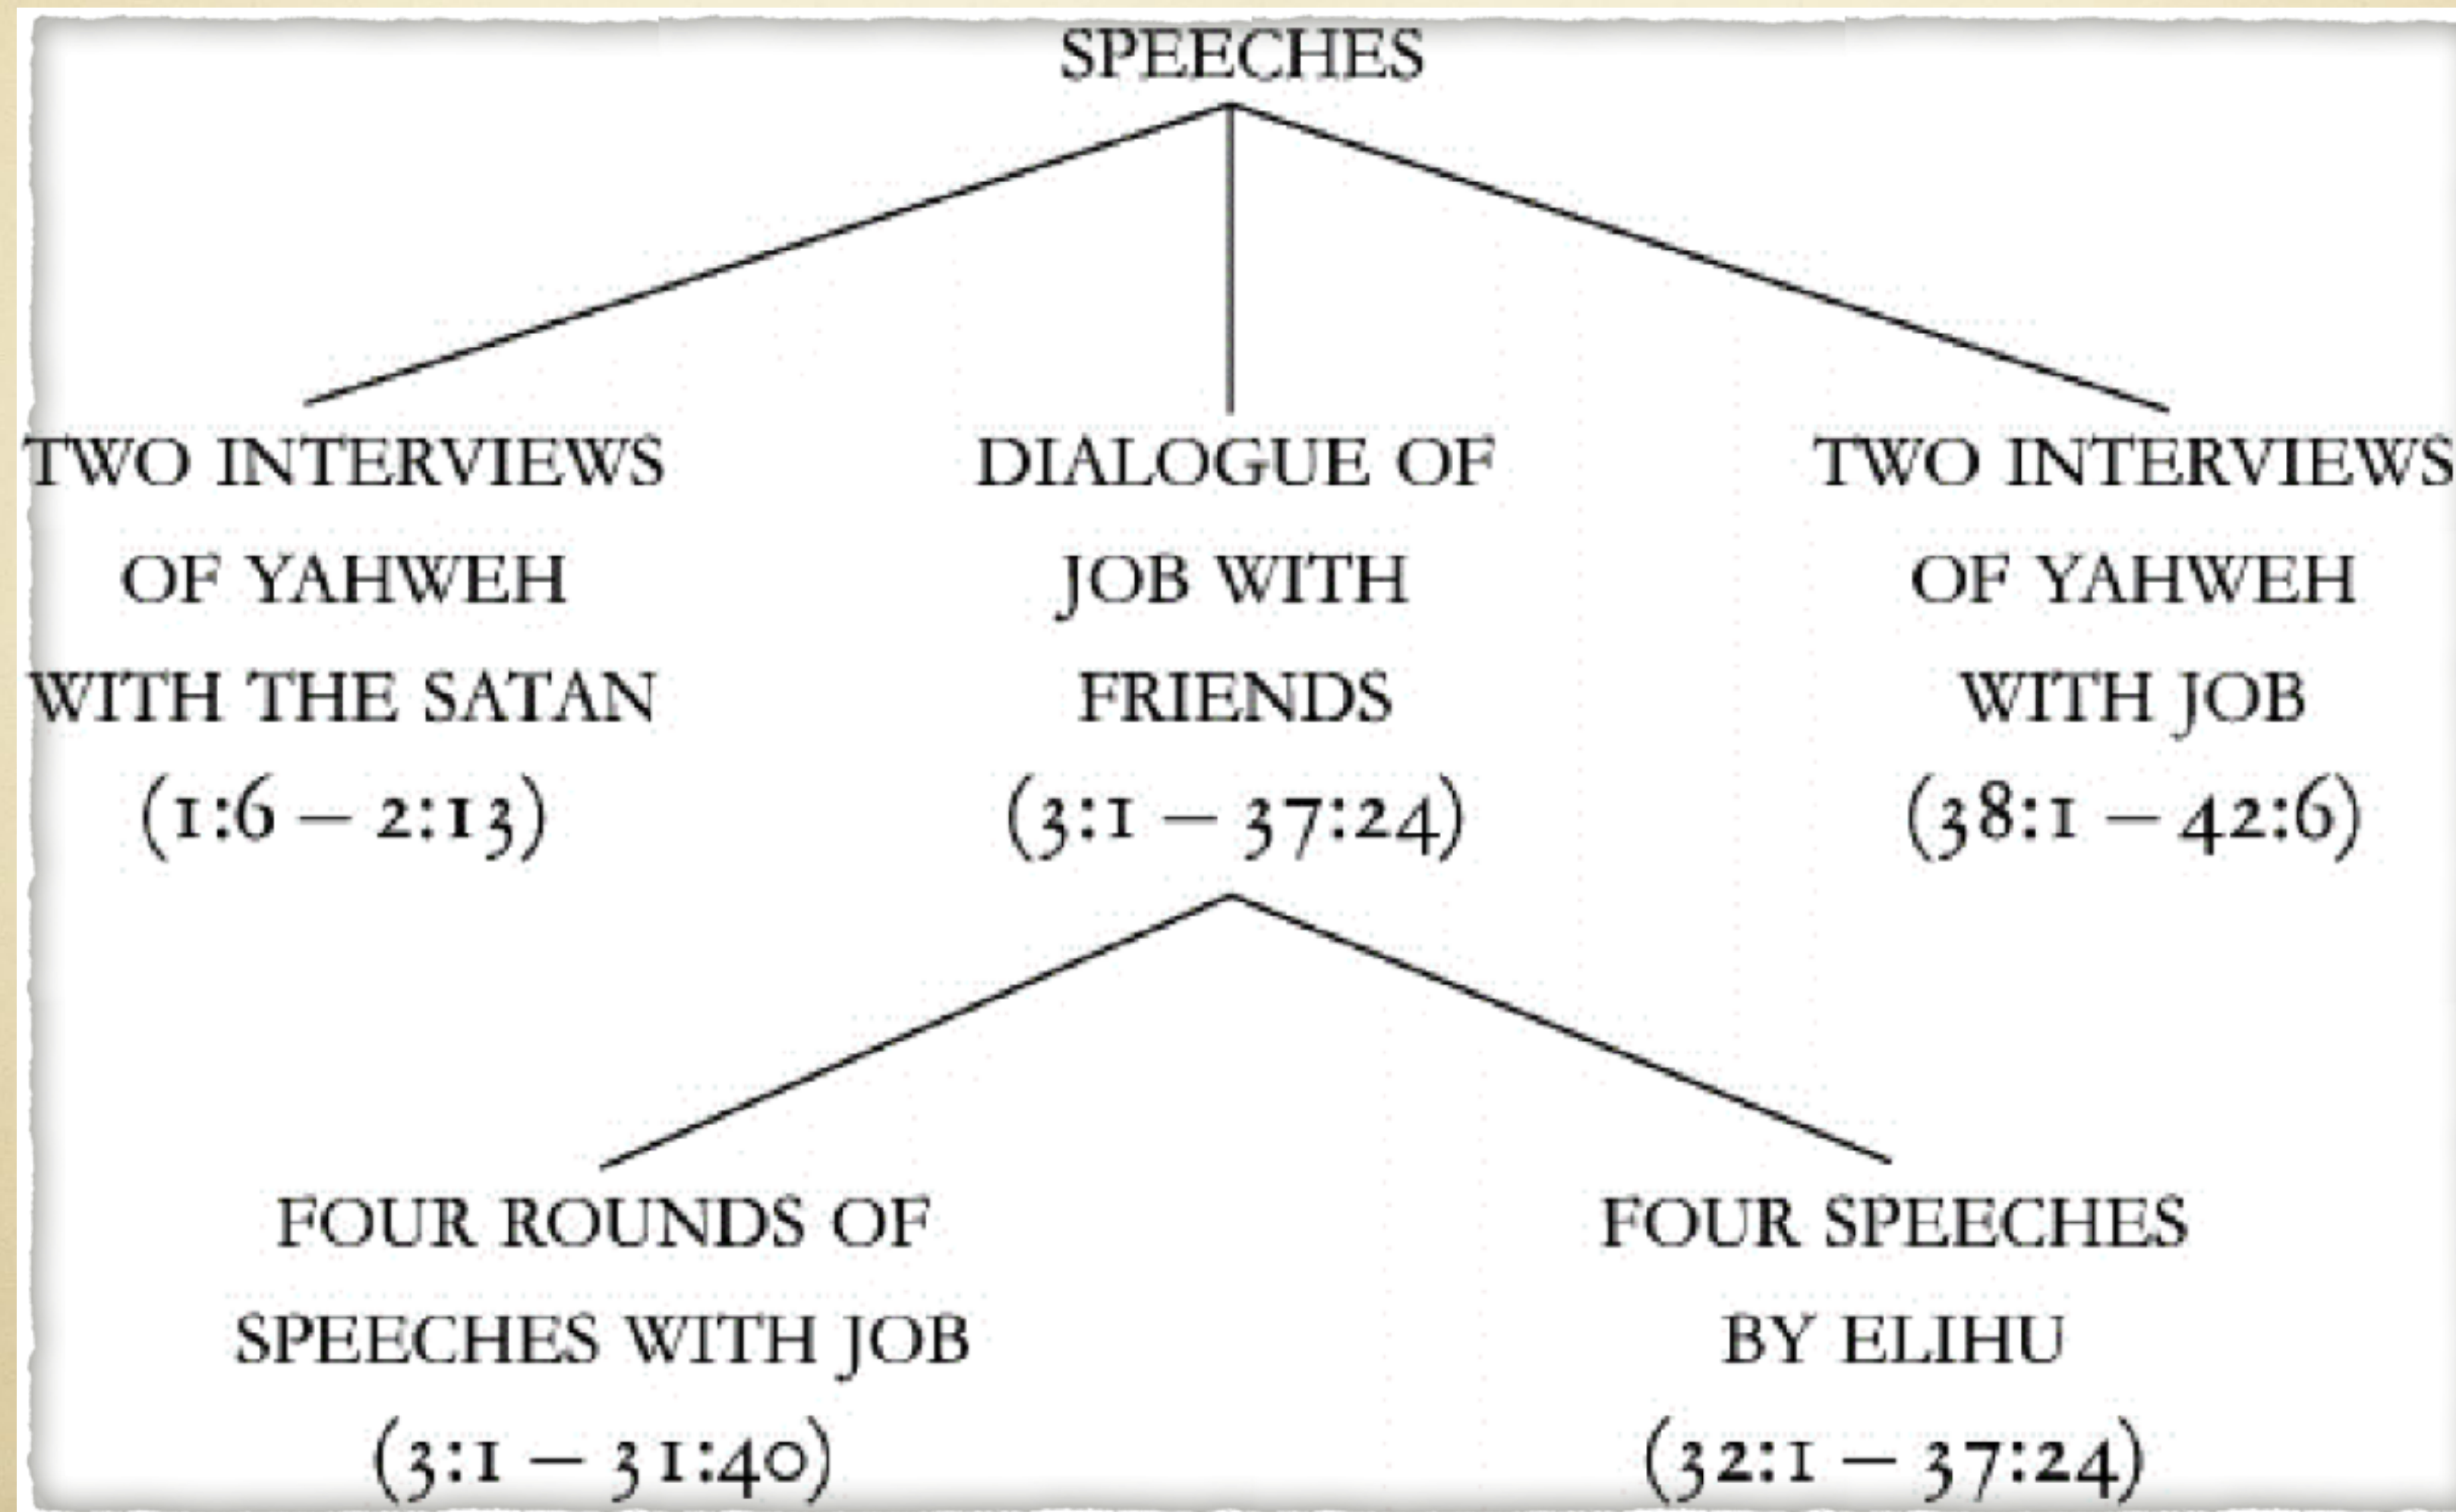 SPEECHES
TWO INTERVIEWS
OF YAHWEH
WITH THE SATAN
(1:6 – 2:13)
DIALOGUE OF
JOB WITH
FRIENDS
(3:1 – 37:24)
TWO INTERVIEWS
OF YAHWEH
WITH JOB
(38:1 – 42:6)
FOUR ROUNDS OF
SPEECHES WITH JOB
(3:1 – 31:40)
FOUR SPEECHES
BY ELIHU
(32:1 – 37:24)